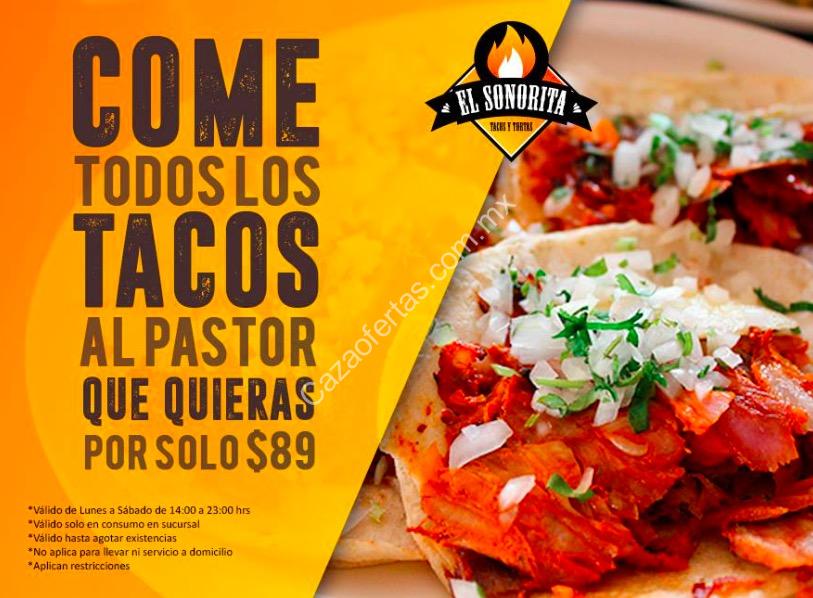 COME
TODOS LOS
TACOS
AL PASTOR
QUE QUIERAS
POR SOLO $89
EL SONORITA
TACOS Y TORTAS
Cazaofertas.com.mx
*Válido de Lunes a Sábado de 14:00 a 23:00 hrs
*Válido solo en consumo en sucursal
*Válido hasta agotar existencias
*No aplica para llevar ni servicio a domicilio
*Aplican restricciones